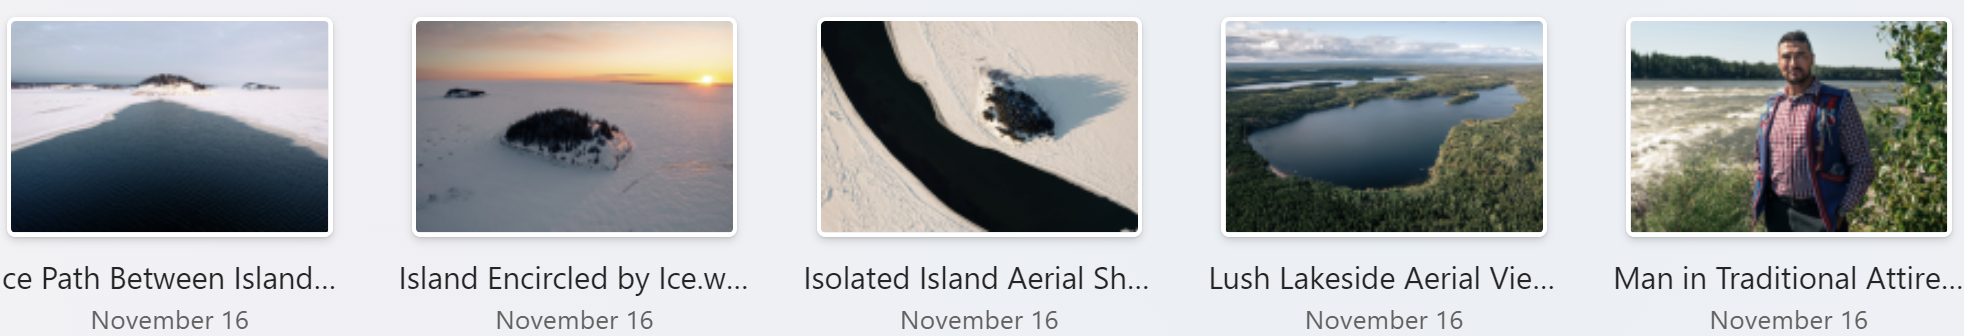 ce Path Between Island...
November 16
Island Encircled by Ice.w...
November 16
Isolated Island Aerial Sh...
November 16
Lush Lakeside Aerial Vie...
November 16
Man in Traditional Attire...
November 16